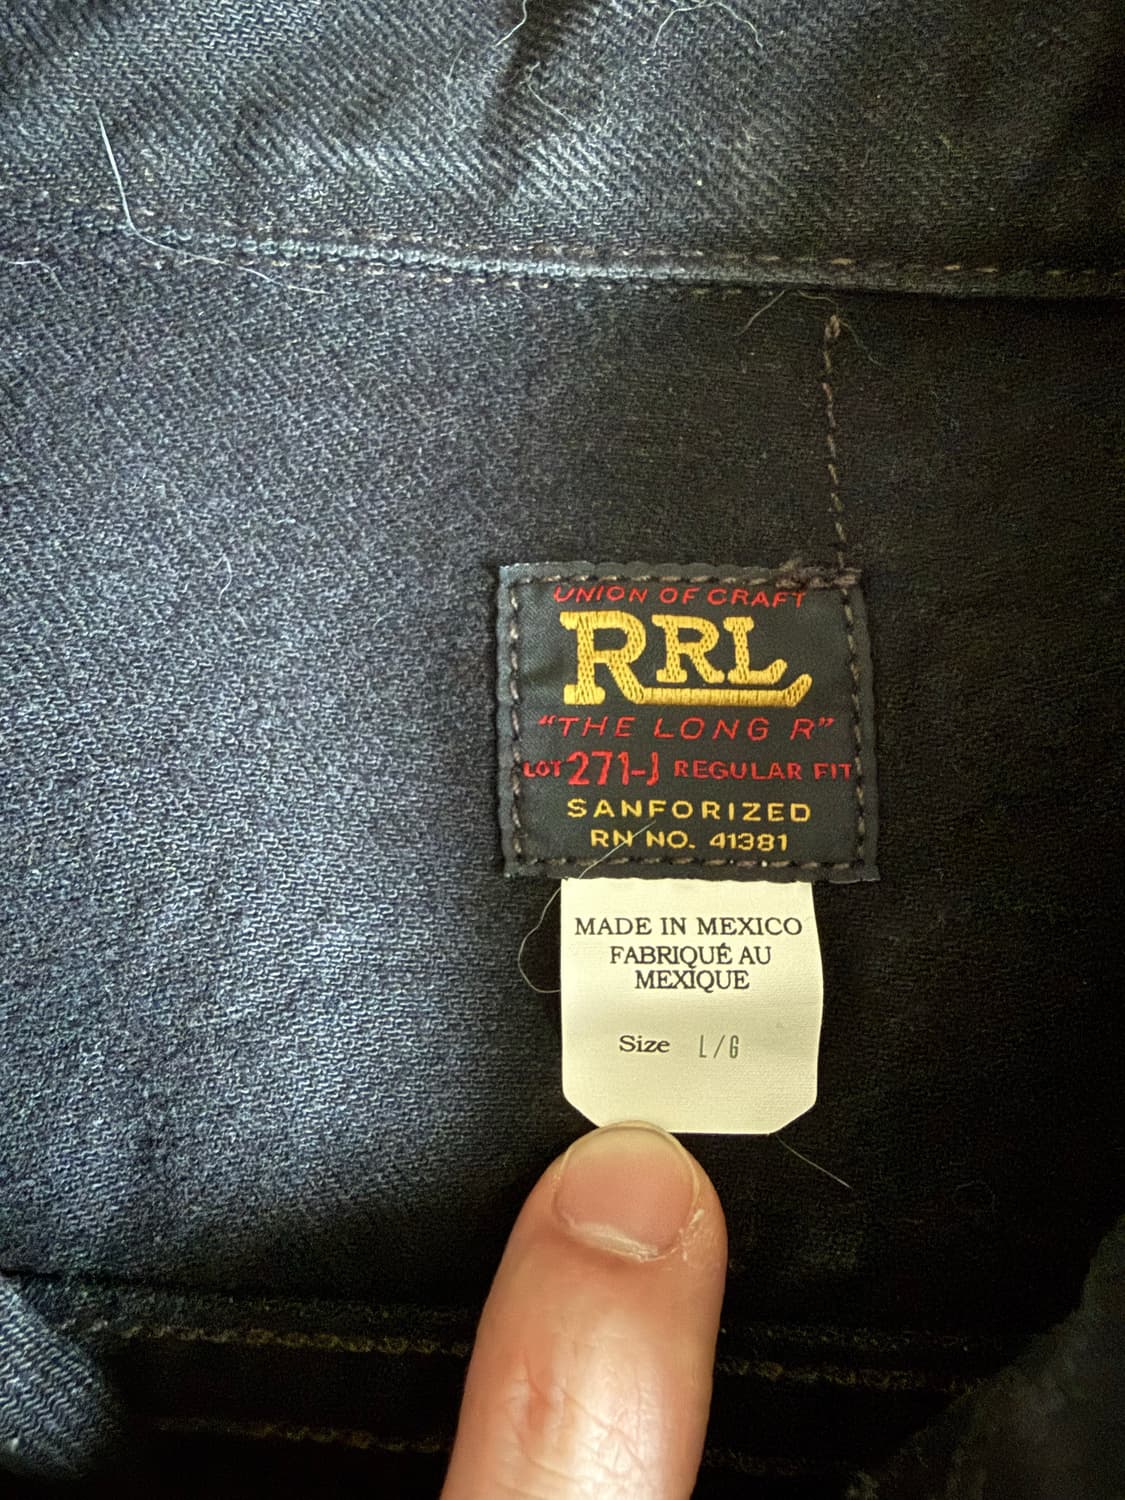 UNION OF CRAFT
RRL
"THE LONG R"
LOT 271-J REGULAR FIT
SANFORIZED
RN NO. 41381
MADE IN MEXICO
FABRIQUÉ AU
MEXIQUE
Size L/G